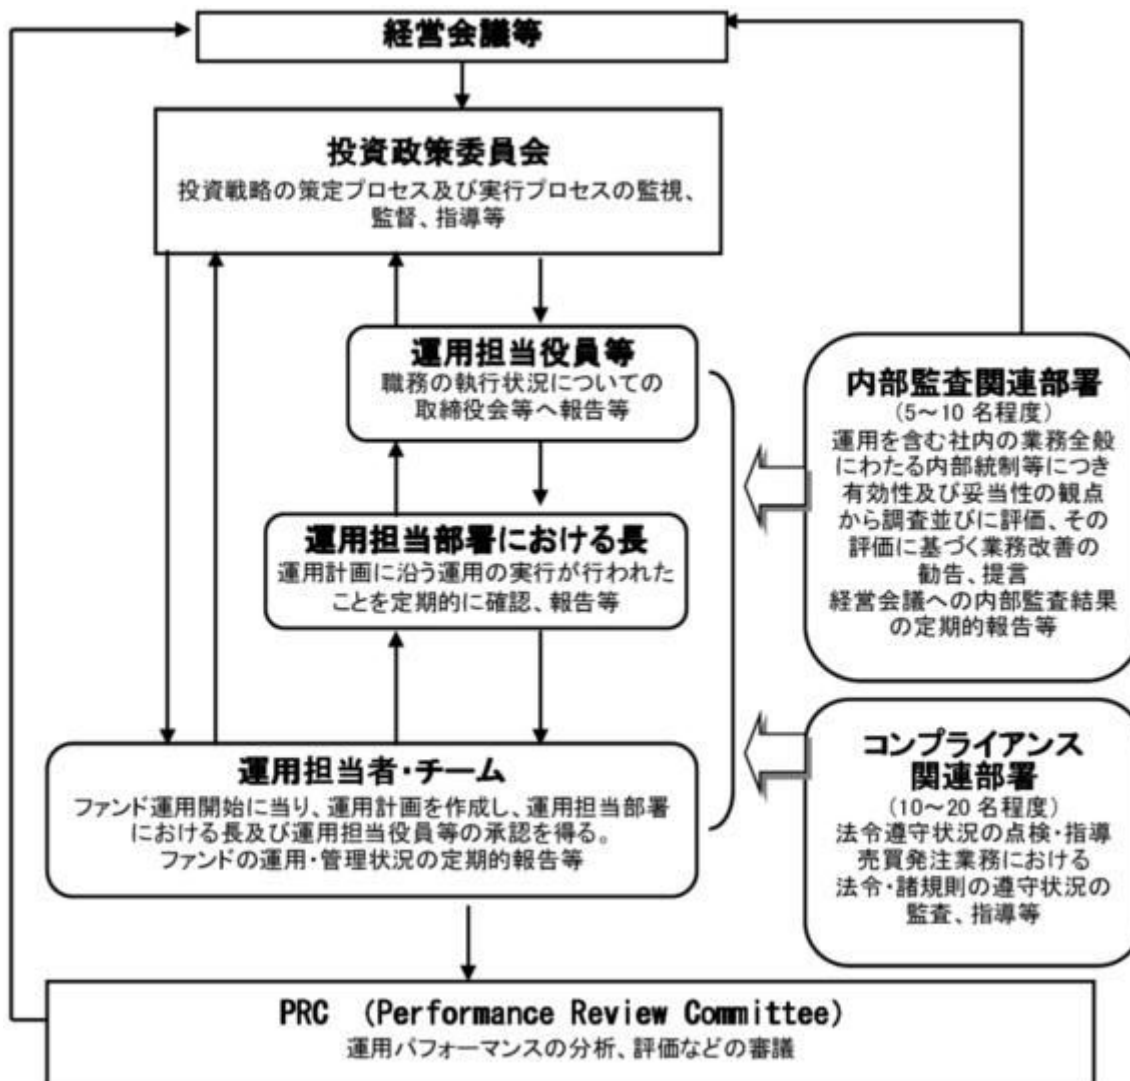 経営会議等
投資政策委員会
投資戦略の策定プロセス及び実行プロセスの監視、
監督、指導等
運用担当役員等
職務の執行状況についての
取締役会等へ報告等
運用担当部署における長
運用計画に沿う運用の実行が行われた
ことを定期的に確認、報告等
運用担当者・チーム
ファンド運用開始に当り、運用計画を作成し、運用担当部署
における長及び運用担当役員等の承認を得る。
ファンドの運用・管理状況の定期的報告等
内部監査関連部署
(5～10 名程度)
運用を含む社内の業務全般
にわたる内部統制等につき
有効性及び妥当性の観点
から調査並びに評価、その
評価に基づく業務改善の
勧告、提言
経営会議への内部監査結果
の定期的報告等
コンプライアンス
関連部署
(10～20 名程度)
法令遵守状況の点検・指導
売買発注業務における
法令・諸規則の遵守状況の
監査、指導等
PRC (Performance Review Committee)
運用パフォーマンスの分析、評価などの審議